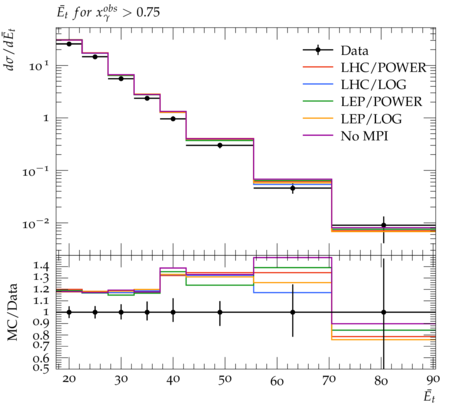 Ē_t for x_γ^obs > 0.75
dσ/dĒ_t
10^1
1
10^−1
10^−2
Data
LHC/POWER
LHC/LOG
LEP/POWER
LEP/LOG
No MPI
MC/Data
1.4
1.3
1.2
1.1
1
0.9
0.8
0.7
0.6
0.5
20 30 40 50 60 70 80 90
Ē_t